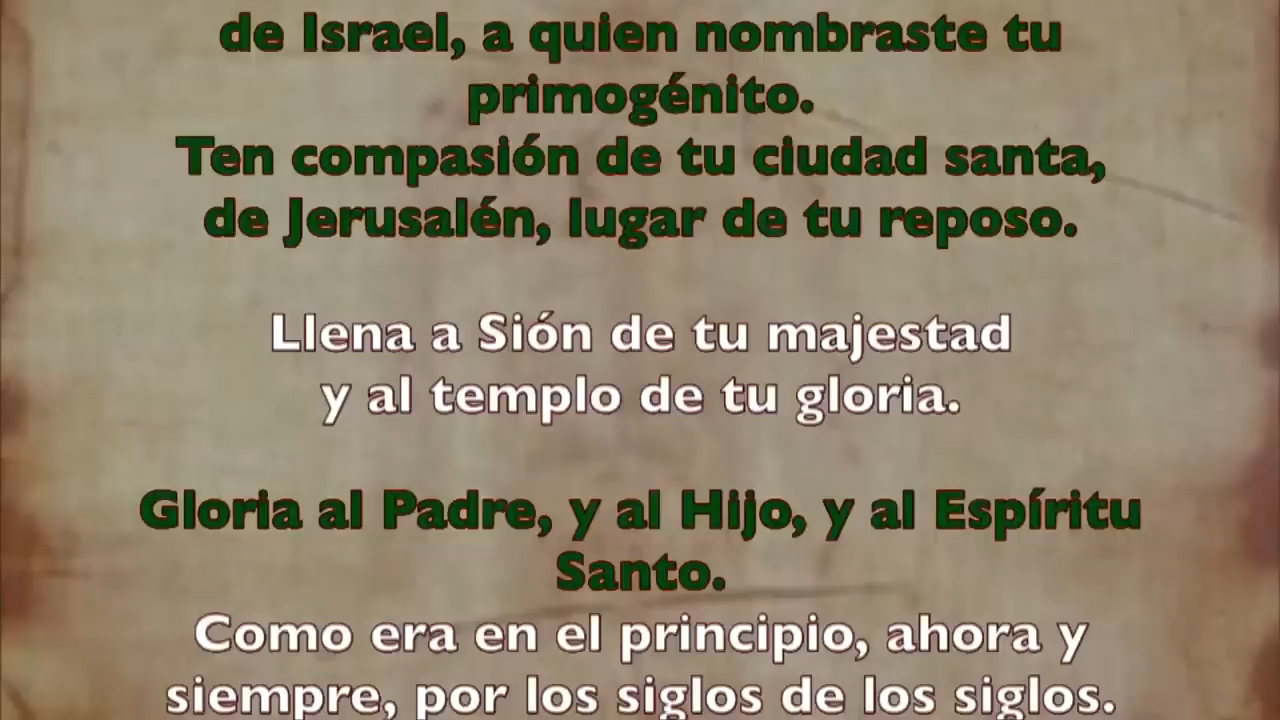 de Israel, a quien nombraste tu
primogénito.
Ten compasión de tu ciudad santa,
de Jerusalén, lugar de tu reposo.
Llena a Sión de tu majestad
y al templo de tu gloria.
Gloria al Padre, y al Hijo, y al Espíritu
Santo.
Como era en el principio, ahora y
siempre, por los siglos de los siglos.